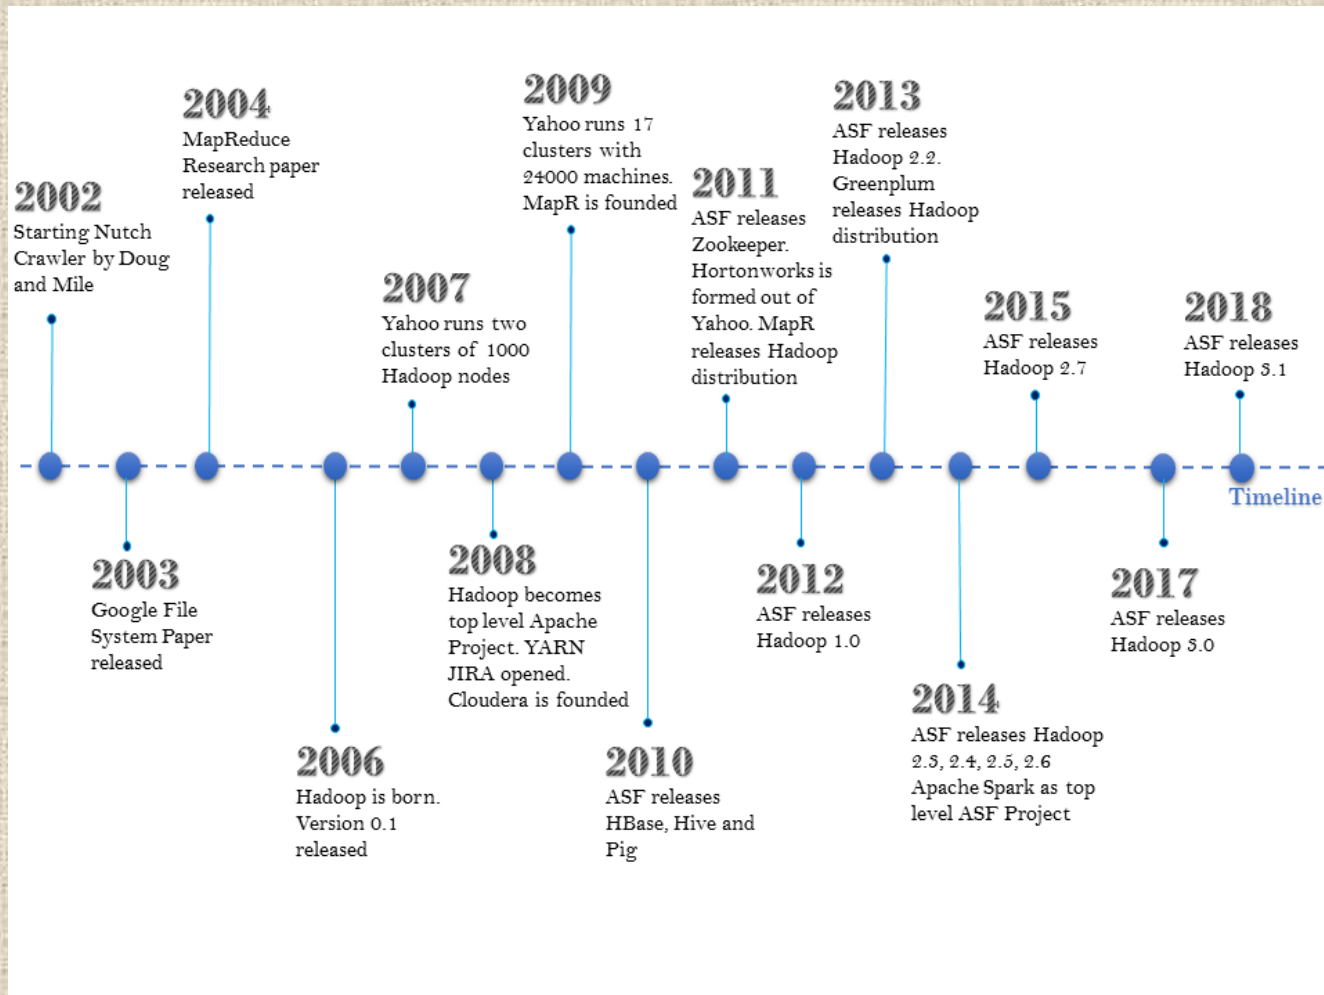 2002
Starting Nutch
Crawler by Doug
and Mile
2003
Google File
System Paper
released
2004
MapReduce
Research paper
released
2006
Hadoop is born.
Version 0.1
released
2007
Yahoo runs two
clusters of 1000
Hadoop nodes
2008
Hadoop becomes
top level Apache
Project. YARN
JIRA opened.
Cloudera is founded
2009
Yahoo runs 17
clusters with
24000 machines.
MapR is founded
2010
ASF releases
HBase, Hive and
Pig
2011
ASF releases
Zookeeper.
Hortonworks is
formed out of
Yahoo. MapR
releases Hadoop
distribution
2012
ASF releases
Hadoop 1.0
2013
ASF releases
Hadoop 2.2.
Greenplum
releases Hadoop
distribution
2014
ASF releases Hadoop
2.3, 2.4, 2.5, 2.6
Apache Spark as top
level ASF Project
2015
ASF releases
Hadoop 2.7
2017
ASF releases
Hadoop 3.0
2018
ASF releases
Hadoop 3.1
Timeline